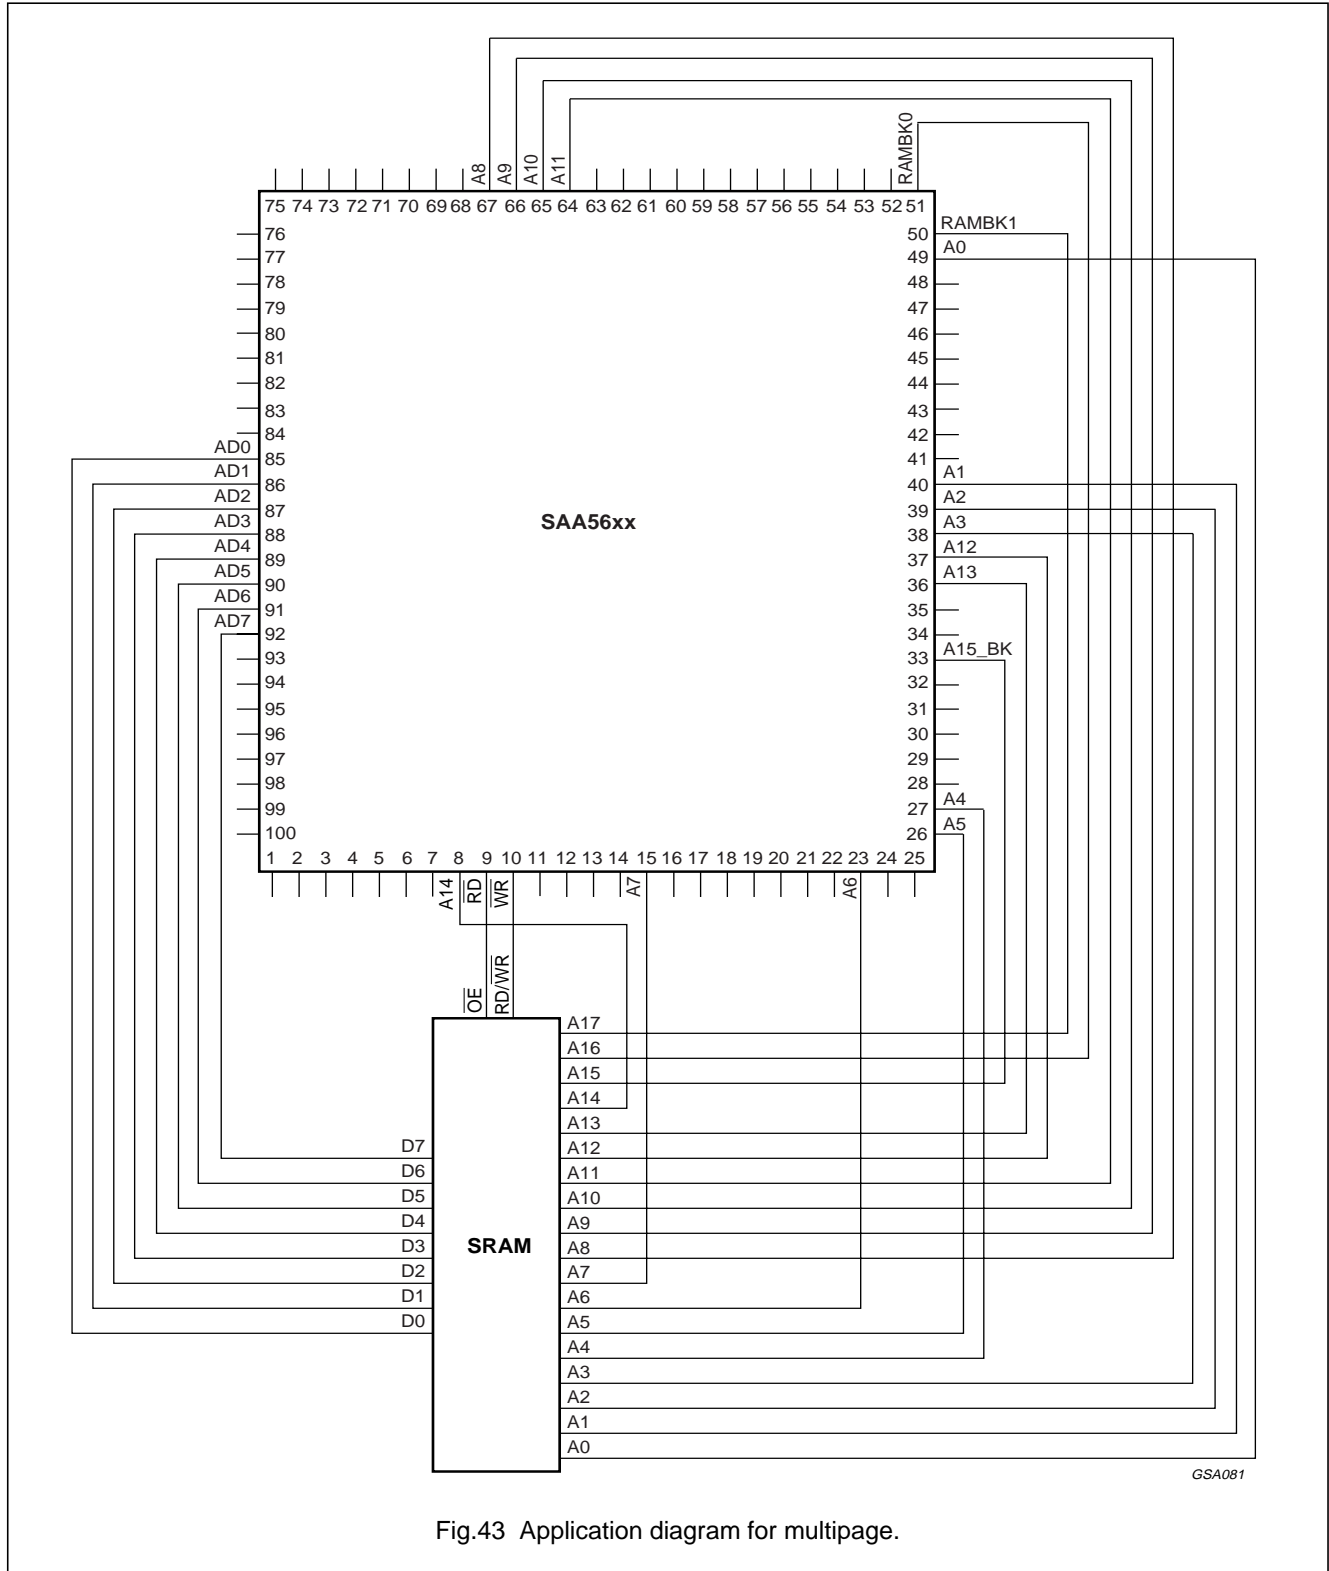 A8 A9 A10 A11 RAMBK0
75 74 73 72 71 70 69 68 67 66 65 64 63 62 61 60 59 58 57 56 55 54 53 52 51
76 50 RAMBK1
77 49 A0
78 48
79 47
80 46
81 45
82 44
83 43
84 42
AD0 85 41
AD1 86 40 A1
AD2 87 39 A2
SAA56xx
AD3 88 38 A3
AD4 89 37 A12
AD5 90 36 A13
AD6 91 35
AD7 92 34
93 33 A15_BK
94 32
95 31
96 30
97 29
98 28
99 27 A4
100 26 A5
1 2 3 4 5 6 7 8 9 10 11 12 13 14 15 16 17 18 19 20 21 22 23 24 25
A14 RD WR A7 A6
OE RD/WR
A17
A16
A15
A14
A13
D7 A12
D6 A11
D5 A10
D4 A9
SRAM
D3 A8
D2 A7
D1 A6
D0 A5
A4
A3
A2
A1
A0
GSA081
Fig.43 Application diagram for multipage.